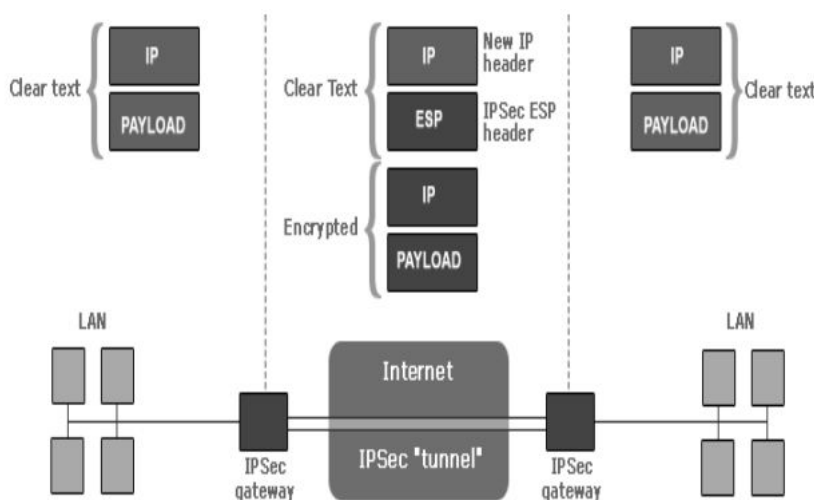 Clear text
IP
PAYLOAD
Clear Text
IP
New IP
header
ESP
IPSec ESP
header
Encrypted
IP
PAYLOAD
IP
PAYLOAD
Clear text
LAN
LAN
Internet
IPSec "tunnel"
IPSec
gateway
IPSec
gateway